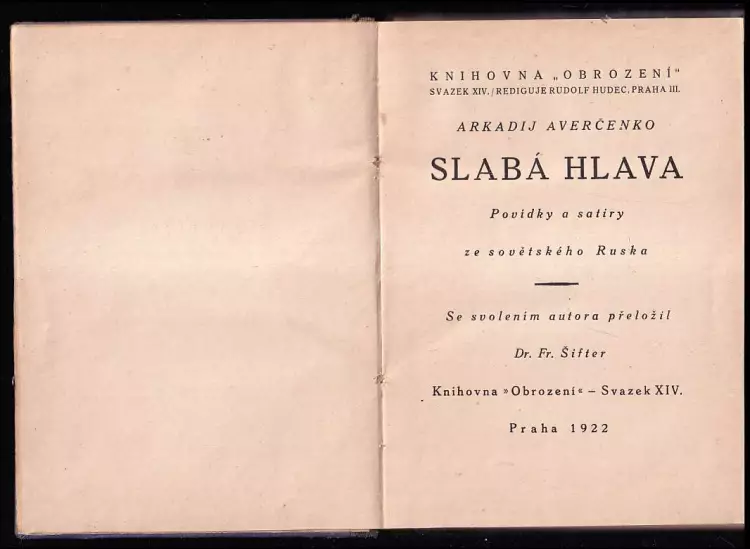 KNIHOVNA „OBROZENÍ“
SVAZEK XIV./REDIGUJE RUDOLF HUDEC, PRAHA III.
ARKADIJ AVERČENKO
SLABÁ HLAVA
Povídky a satiry
ze sovětského Ruska
Se svolením autora přeložil
Dr. Fr. Šifter
Knihovna »Obrození« – Svazek XIV.
Praha 1922